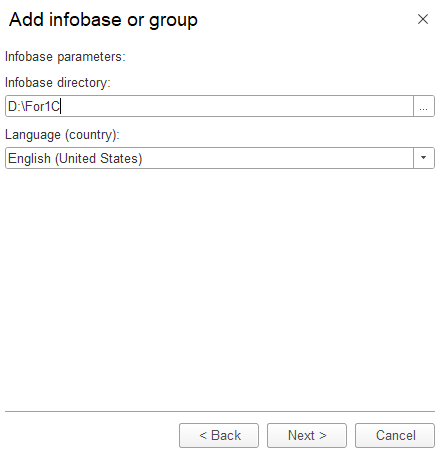 Add infobase or group
Infobase parameters:
Infobase directory:
D:\For1C
...
Language (country):
English (United States)
< Back
Next >
Cancel